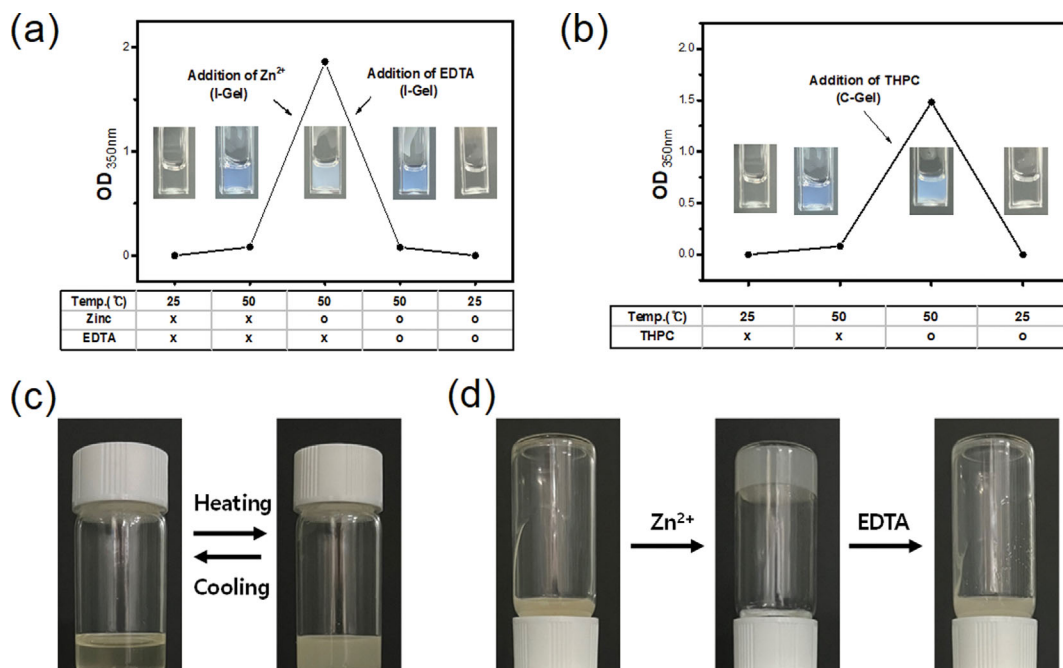 (a)
2
1
0
OD350nm
Addition of Zn²⁺
(I-Gel)
Addition of EDTA
(I-Gel)
Temp.(℃) 25 50 50 50 25
Zinc x x o o o
EDTA x x x o o
(b)
2.0
1.5
1.0
0.5
0.0
OD350nm
Addition of THPC
(C-Gel)
Temp.(℃) 25 50 50 25
THPC x x o o
(c)
Heating
Cooling
(d)
Zn²⁺
EDTA